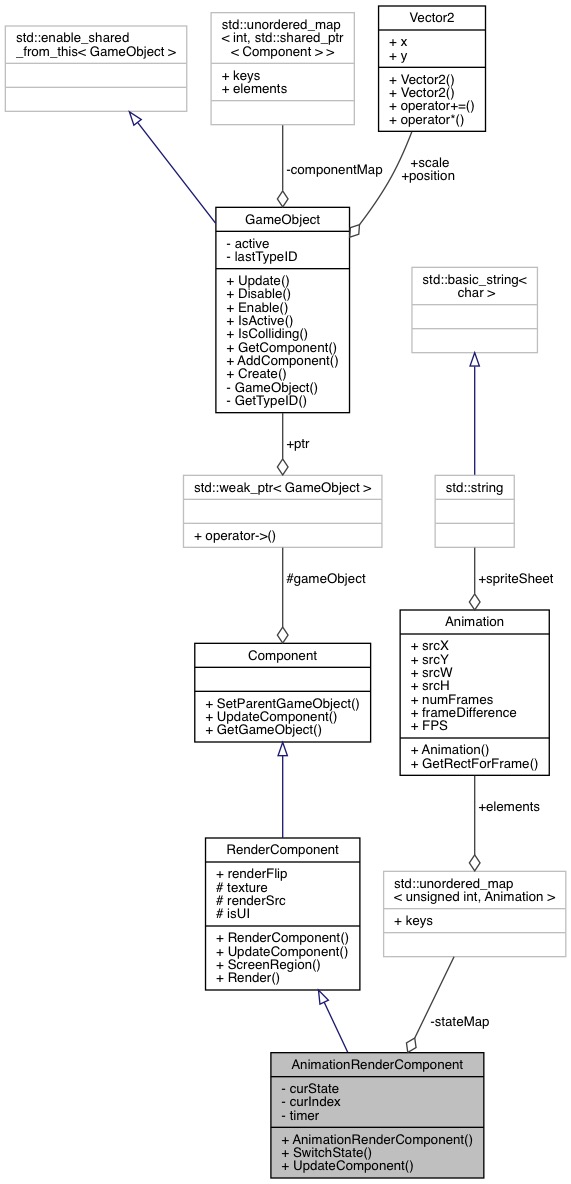 std::enable_shared
_from_this< GameObject >
std::unordered_map
< int, std::shared_ptr
< Component > >
+ keys
+ elements
Vector2
+ x
+ y
+ Vector2()
+ Vector2()
+ operator+=()
+ operator*()
-componentMap
+scale
+position
GameObject
- active
- lastTypeID
+ Update()
+ Disable()
+ Enable()
+ IsActive()
+ IsColliding()
+ GetComponent()
+ AddComponent()
+ Create()
- GameObject()
- GetTypeID()
std::basic_string<
char >
+ptr
std::weak_ptr< GameObject >
+ operator->()
std::string
#gameObject
+spriteSheet
Component
+ SetParentGameObject()
+ UpdateComponent()
+ GetGameObject()
Animation
+ srcX
+ srcY
+ srcW
+ srcH
+ numFrames
+ frameDifference
+ FPS
+ Animation()
+ GetRectForFrame()
+elements
RenderComponent
+ renderFlip
# texture
# renderSrc
# isUI
+ RenderComponent()
+ UpdateComponent()
+ ScreenRegion()
+ Render()
std::unordered_map
< unsigned int, Animation >
+ keys
-stateMap
AnimationRenderComponent
- curState
- curIndex
- timer
+ AnimationRenderComponent()
+ SwitchState()
+ UpdateComponent()